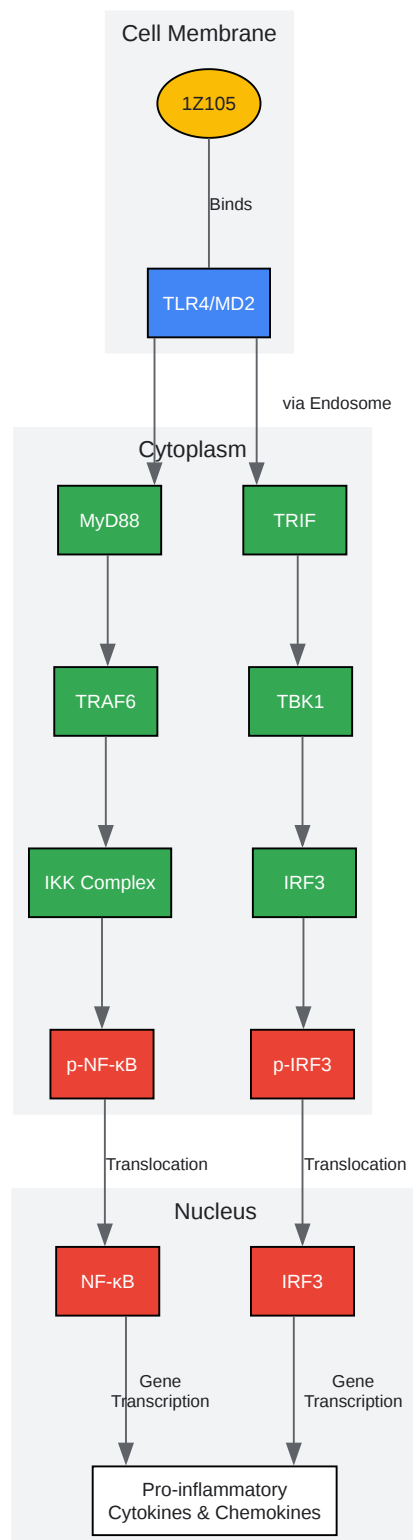 Cell Membrane
1Z105
Binds
TLR4/MD2
via Endosome
Cytoplasm
MyD88
TRIF
TRAF6
TBK1
IKK Complex
IRF3
p-NF-κB
p-IRF3
Translocation
Translocation
Nucleus
NF-κB
IRF3
Gene
Transcription
Gene
Transcription
Pro-inflammatory
Cytokines & Chemokines